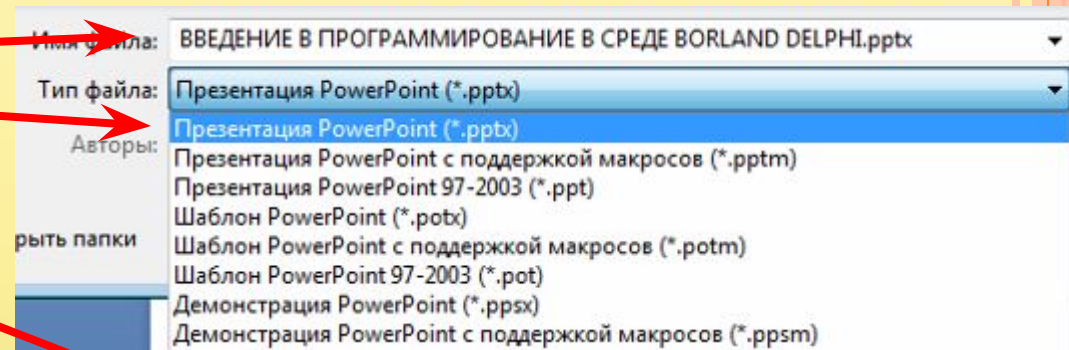 Имя файла: ВВЕДЕНИЕ В ПРОГРАММИРОВАНИЕ В СРЕДЕ BORLAND DELPHI.pptx
Тип файла: Презентация PowerPoint (*.pptx)
Презентация PowerPoint (*.pptx)
Авторы:
Презентация PowerPoint с поддержкой макросов (*.pptm)
Презентация PowerPoint 97-2003 (*.ppt)
Шаблон PowerPoint (*.potx)
рыть папки
Шаблон PowerPoint с поддержкой макросов (*.potm)
Шаблон PowerPoint 97-2003 (*.pot)
Демонстрация PowerPoint (*.ppsx)
Демонстрация PowerPoint с поддержкой макросов (*.ppsm)